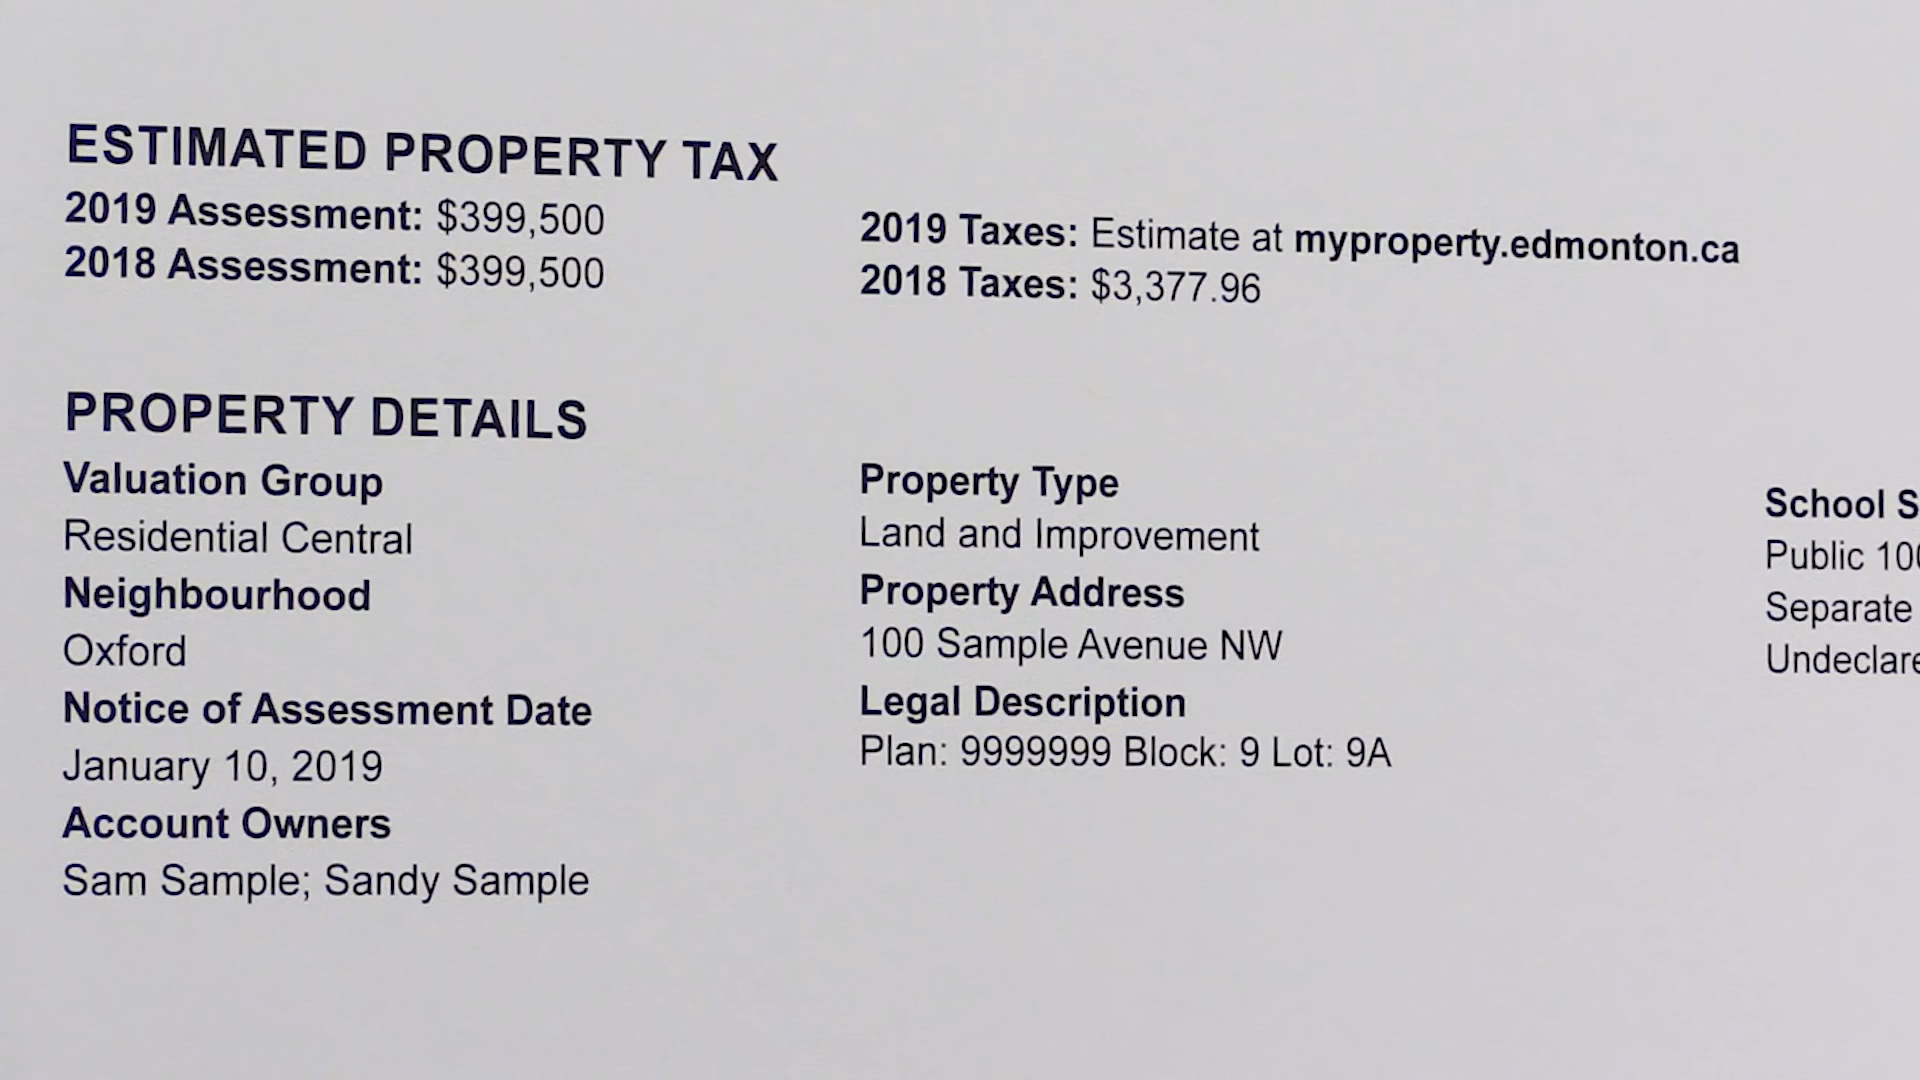 ESTIMATED PROPERTY TAX
2019 Assessment: $399,500
2018 Assessment: $399,500
2019 Taxes: Estimate at myproperty.edmonton.ca
2018 Taxes: $3,377.96
PROPERTY DETAILS
Valuation Group
Residential Central
Neighbourhood
Oxford
Notice of Assessment Date
January 10, 2019
Account Owners
Sam Sample; Sandy Sample
Property Type
Land and Improvement
Property Address
100 Sample Avenue NW
Legal Description
Plan: 9999999 Block: 9 Lot: 9A
School
Public
Separate